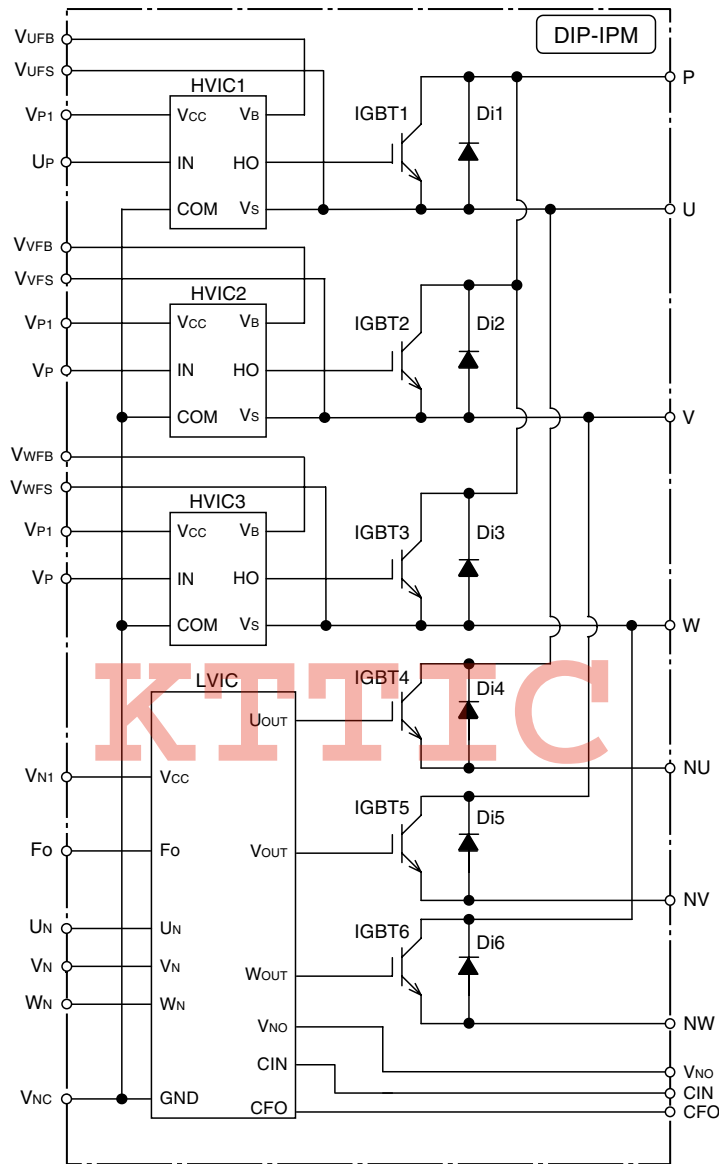 DIP-IPM
VUFB
VUFS
HVIC1
VP1
VCC
VB
IGBT1
Di1
P
UP
IN
HO
COM
VS
U
VVFB
VVFS
HVIC2
VP1
VCC
VB
IGBT2
Di2
VP
IN
HO
COM
VS
V
VWFB
VWFS
HVIC3
VP1
VCC
VB
IGBT3
Di3
VP
IN
HO
COM
VS
W
KTTIC
LVIC
IGBT4
Di4
UOUT
NU
VN1
VCC
IGBT5
Di5
Fo
Fo
VOUT
NV
UN
UN
IGBT6
Di6
VN
VN
WOUT
WN
WN
NW
VNO
VNO
CIN
CIN
VNC
GND
CFO
CFO